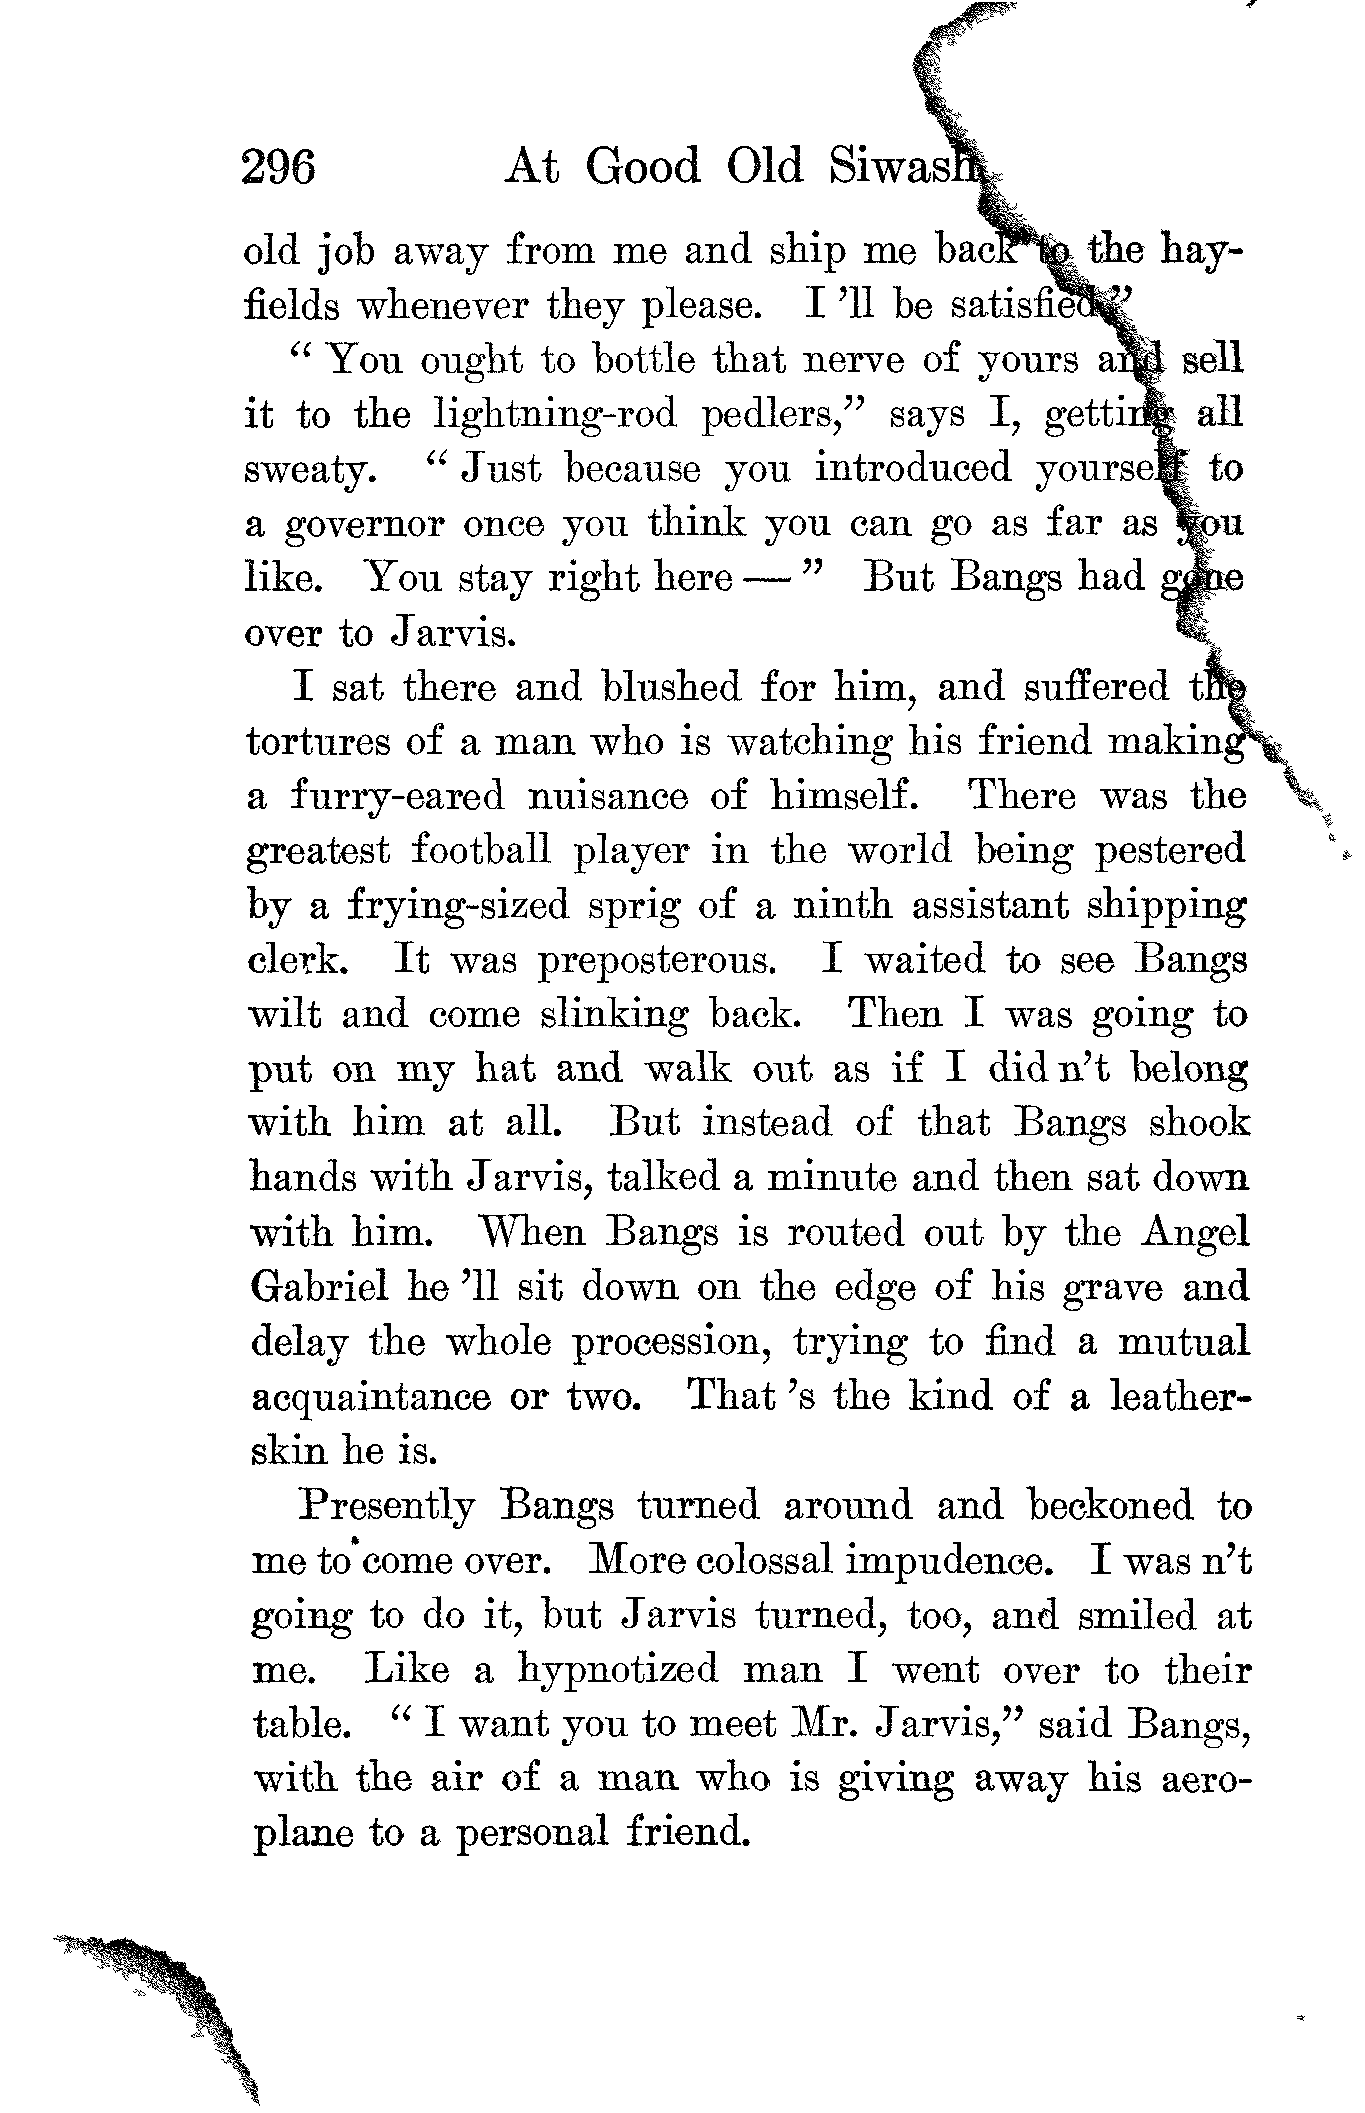 296 At Good Old Siwash
old job away from me and ship me back to the hay-
fields whenever they please. I 'll be satisfied."
" You ought to bottle that nerve of yours and sell
it to the lightning-rod pedlers," says I, getting all
sweaty. " Just because you introduced yourself to
a governor once you think you can go as far as you
like. You stay right here — " But Bangs had gone
over to Jarvis.
I sat there and blushed for him, and suffered the
tortures of a man who is watching his friend making
a furry-eared nuisance of himself. There was the
greatest football player in the world being pestered
by a frying-sized sprig of a ninth assistant shipping
clerk. It was preposterous. I waited to see Bangs
wilt and come slinking back. Then I was going to
put on my hat and walk out as if I did n't belong
with him at all. But instead of that Bangs shook
hands with Jarvis, talked a minute and then sat down
with him. When Bangs is routed out by the Angel
Gabriel he 'll sit down on the edge of his grave and
delay the whole procession, trying to find a mutual
acquaintance or two. That 's the kind of a leather-
skin he is.
Presently Bangs turned around and beckoned to
me to come over. More colossal impudence. I was n't
going to do it, but Jarvis turned, too, and smiled at
me. Like a hypnotized man I went over to their
table. " I want you to meet Mr. Jarvis," said Bangs,
with the air of a man who is giving away his aero-
plane to a personal friend.